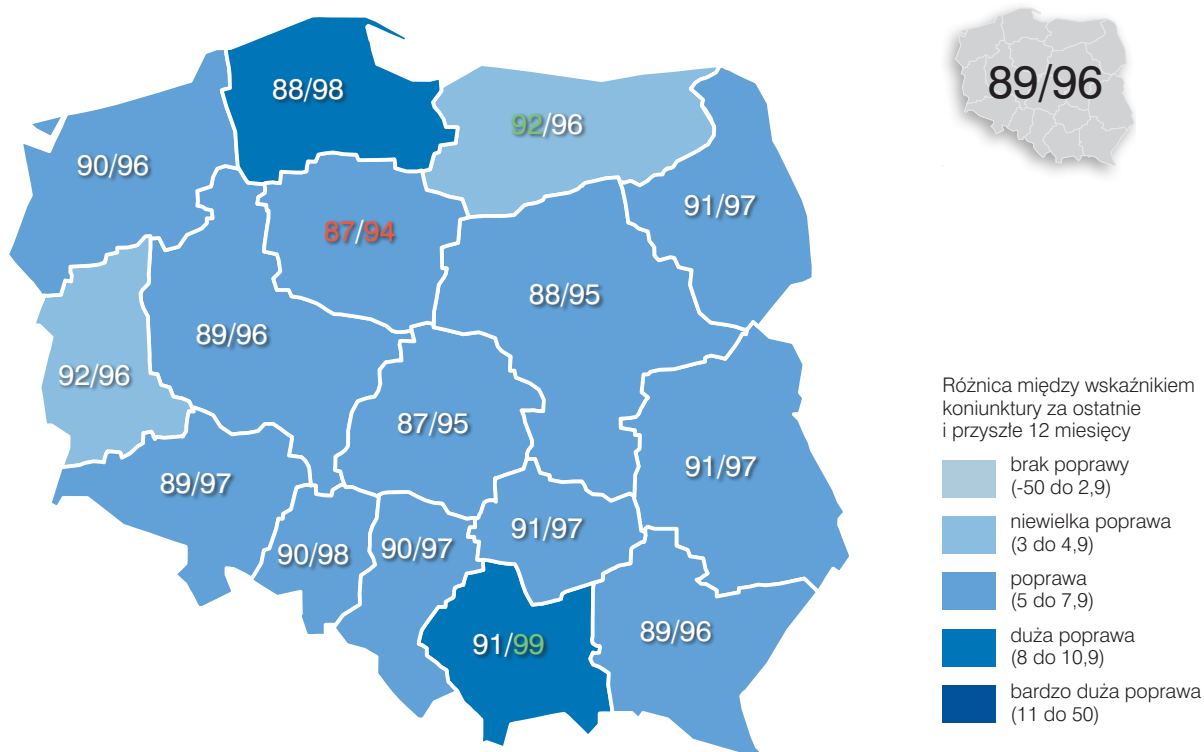 88/98
89/96
92/96
90/96
91/97
87/94
88/95
89/96
92/96
87/95
91/97
89/97
91/97
90/98
90/97
89/96
91/99
Różnica między wskaźnikiem
koniunktury za ostatnie
i przyszłe 12 miesięcy
brak poprawy
(-50 do 2,9)
niewielka poprawa
(3 do 4,9)
poprawa
(5 do 7,9)
duża poprawa
(8 do 10,9)
bardzo duża poprawa
(11 do 50)